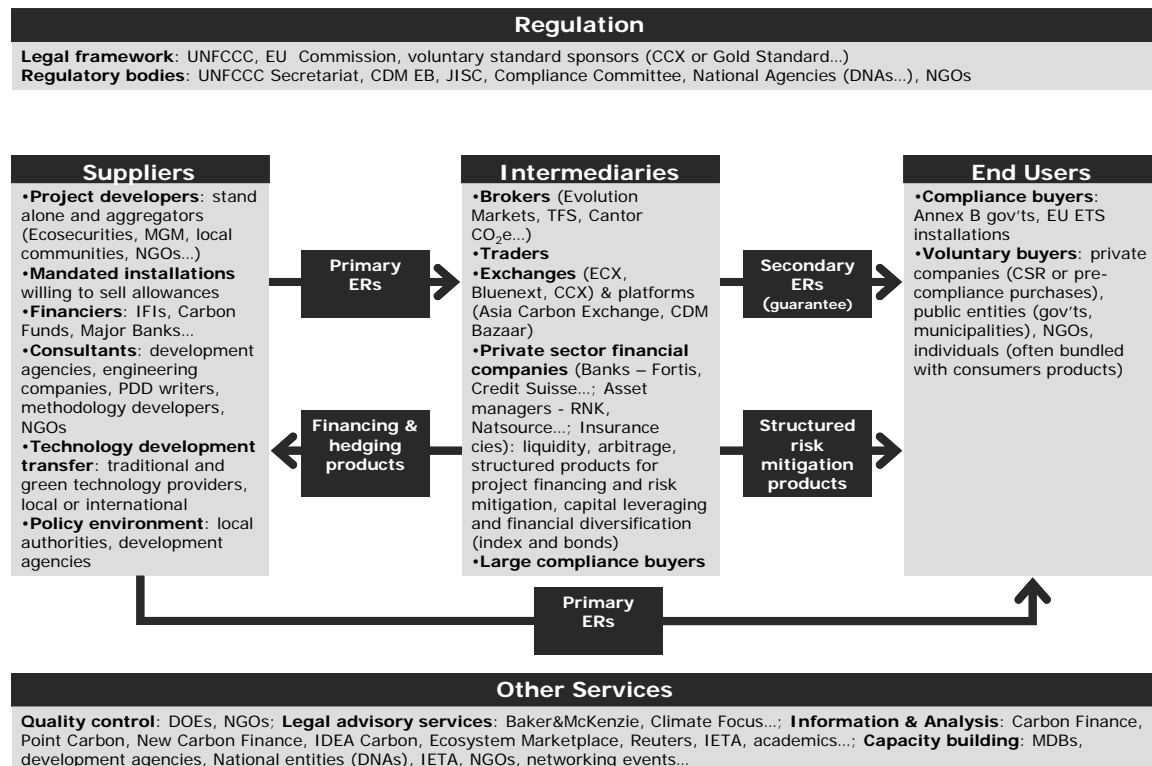 Regulation
Legal framework: UNFCCC, EU Commission, voluntary standard sponsors (CCX or Gold Standard…)
Regulatory bodies: UNFCCC Secretariat, CDM EB, JISC, Compliance Committee, National Agencies (DNAs…), NGOs
Suppliers
•Project developers: stand
alone and aggregators
(Ecosecurities, MGM, local
communities, NGOs…)
•Mandated installations
willing to sell allowances
•Financiers: IFIs, Carbon
Funds, Major Banks…
•Consultants: development
agencies, engineering
companies, PDD writers,
methodology developers,
NGOs
•Technology development
transfer: traditional and
green technology providers,
local or international
•Policy environment: local
authorities, development
agencies
Primary
ERs
Financing &
hedging
products
Intermediaries
•Brokers (Evolution
Markets, TFS, Cantor
CO₂e…)
•Traders
•Exchanges (ECX,
Bluenext, CCX) & platforms
(Asia Carbon Exchange, CDM
Bazaar)
•Private sector financial
companies (Banks – Fortis,
Credit Suisse…; Asset
managers - RNK,
Natsource…; Insurance
cies): liquidity, arbitrage,
structured products for
project financing and risk
mitigation, capital leveraging
and financial diversification
(index and bonds)
•Large compliance buyers
Secondary
ERs
(guarantee)
Structured
risk
mitigation
products
End Users
•Compliance buyers:
Annex B gov'ts, EU ETS
installations
•Voluntary buyers: private
companies (CSR or pre-
compliance purchases),
public entities (gov'ts,
municipalities), NGOs,
individuals (often bundled
with consumers products)
Primary
ERs
Other Services
Quality control: DOEs, NGOs; Legal advisory services: Baker&McKenzie, Climate Focus…; Information & Analysis: Carbon Finance,
Point Carbon, New Carbon Finance, IDEA Carbon, Ecosystem Marketplace, Reuters, IETA, academics…; Capacity building: MDBs,
development agencies, National entities (DNAs), IETA, NGOs, networking events…